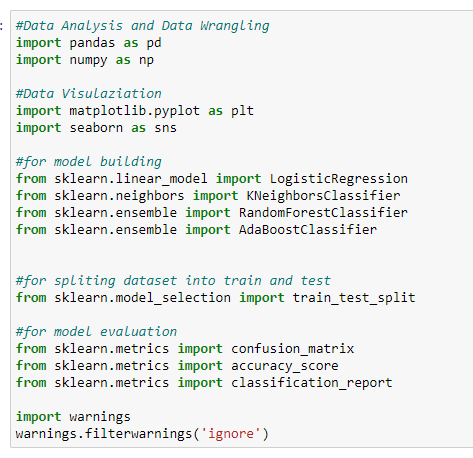 :
#Data Analysis and Data Wrangling
import pandas as pd
import numpy as np
#Data Visulaziation
import matplotlib.pyplot as plt
import seaborn as sns
#for model building
from sklearn.linear_model import LogisticRegression
from sklearn.neighbors import KNeighborsClassifier
from sklearn.ensemble import RandomForestClassifier
from sklearn.ensemble import AdaBoostClassifier
#for spliting dataset into train and test
from sklearn.model_selection import train_test_split
#for model evaluation
from sklearn.metrics import confusion_matrix
from sklearn.metrics import accuracy_score
from sklearn.metrics import classification_report
import warnings
warnings.filterwarnings('ignore')